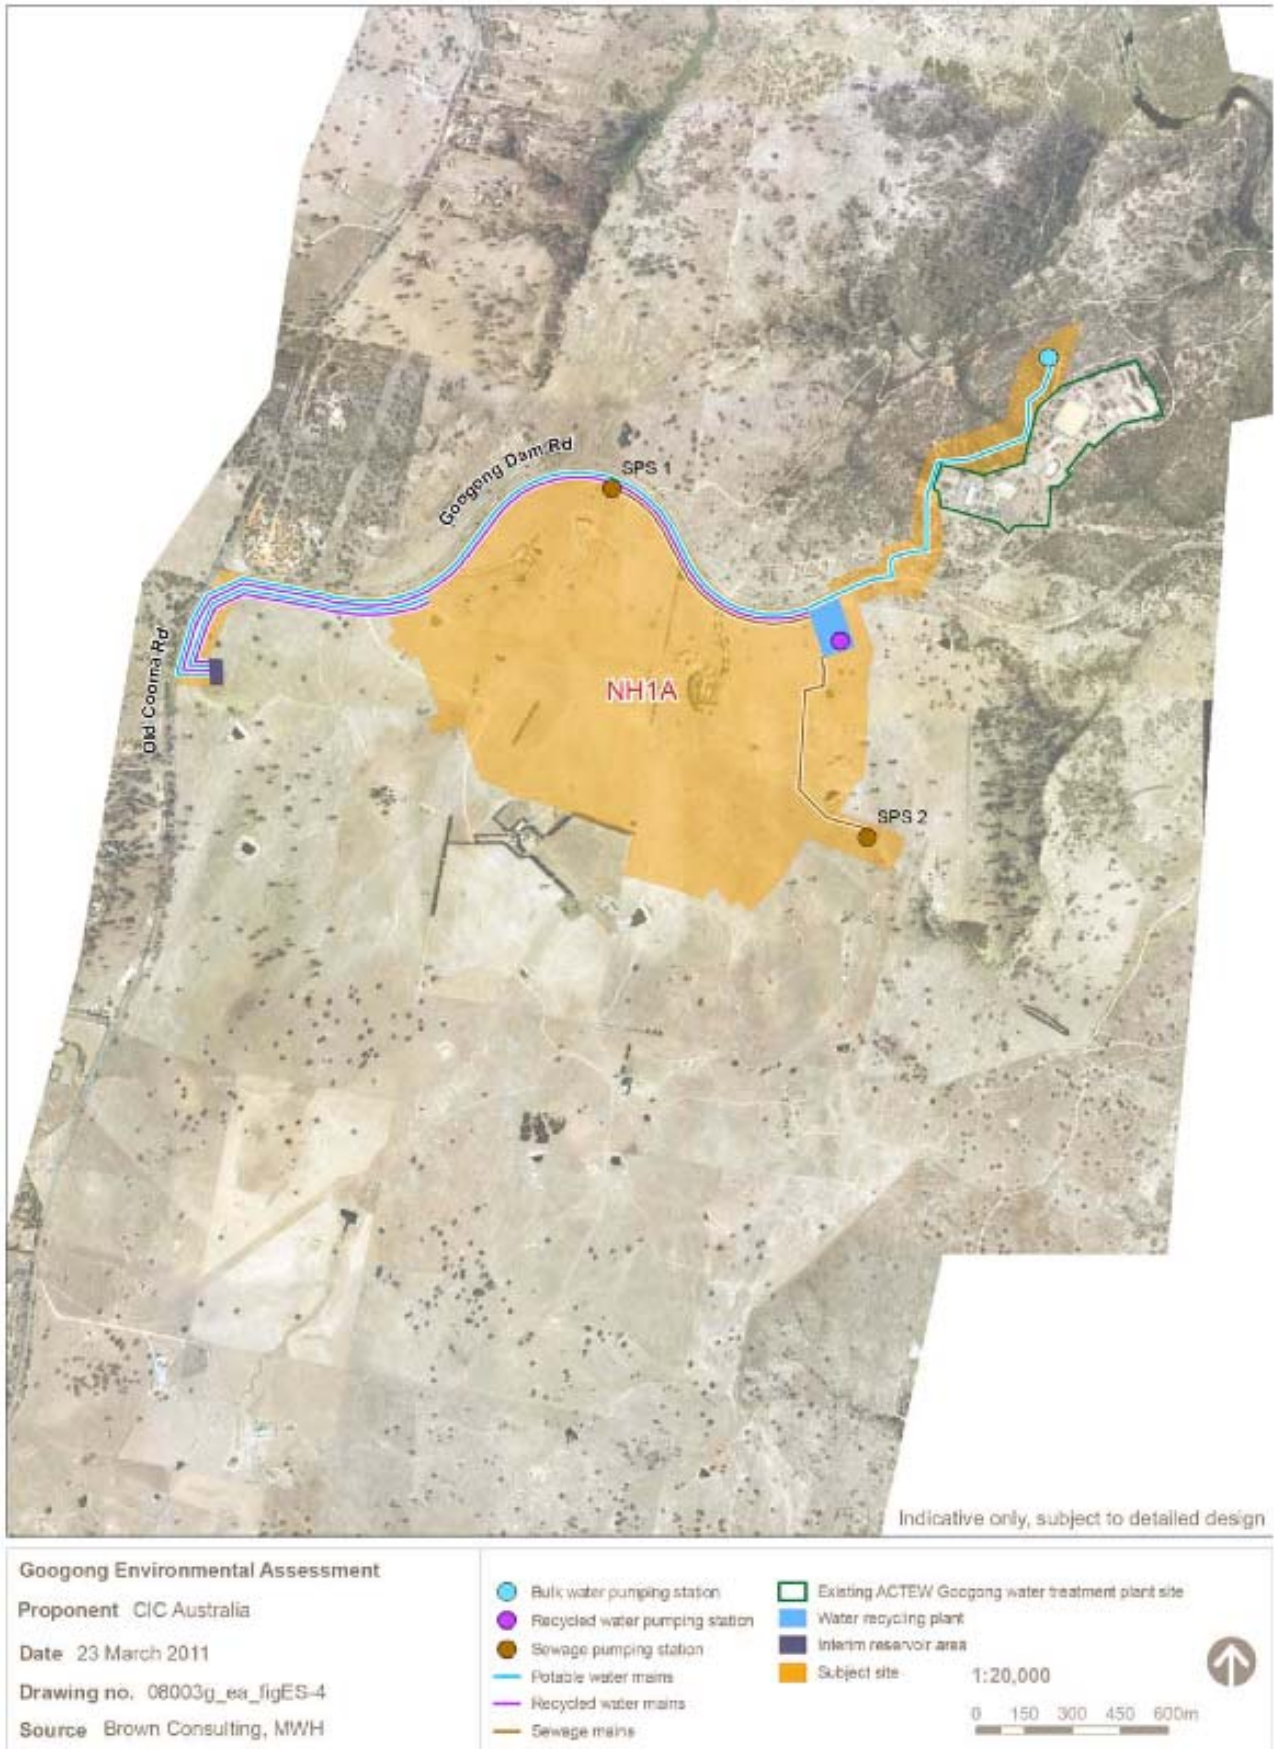 Googong Dam Rd
SPS 1
Old Cooma Rd
NH1A
SPS 2
Indicative only, subject to detailed design
Googong Environmental Assessment
Proponent CIC Australia
Date 23 March 2011
Drawing no. 08003g_ea_figES-4
Source Brown Consulting, MWH
Bulk water pumping station
Recycled water pumping station
Sewage pumping station
Potable water mains
Recycled water mains
Sewage mains
Existing ACTEW Googong water treatment plant site
Water recycling plant
Interim reservoir area
Subject site
1:20,000
0 150 300 450 600m